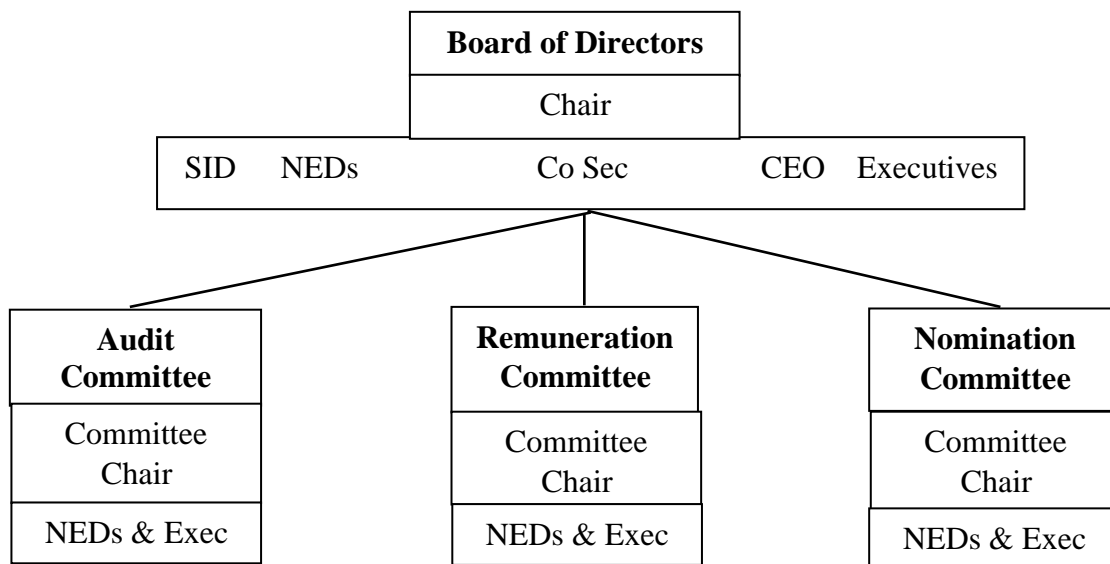 Board of Directors
Chair
SID NEDs Co Sec CEO Executives
Audit
Committee
Committee
Chair
NEDs & Exec
Remuneration
Committee
Committee
Chair
NEDs & Exec
Nomination
Committee
Committee
Chair
NEDs & Exec